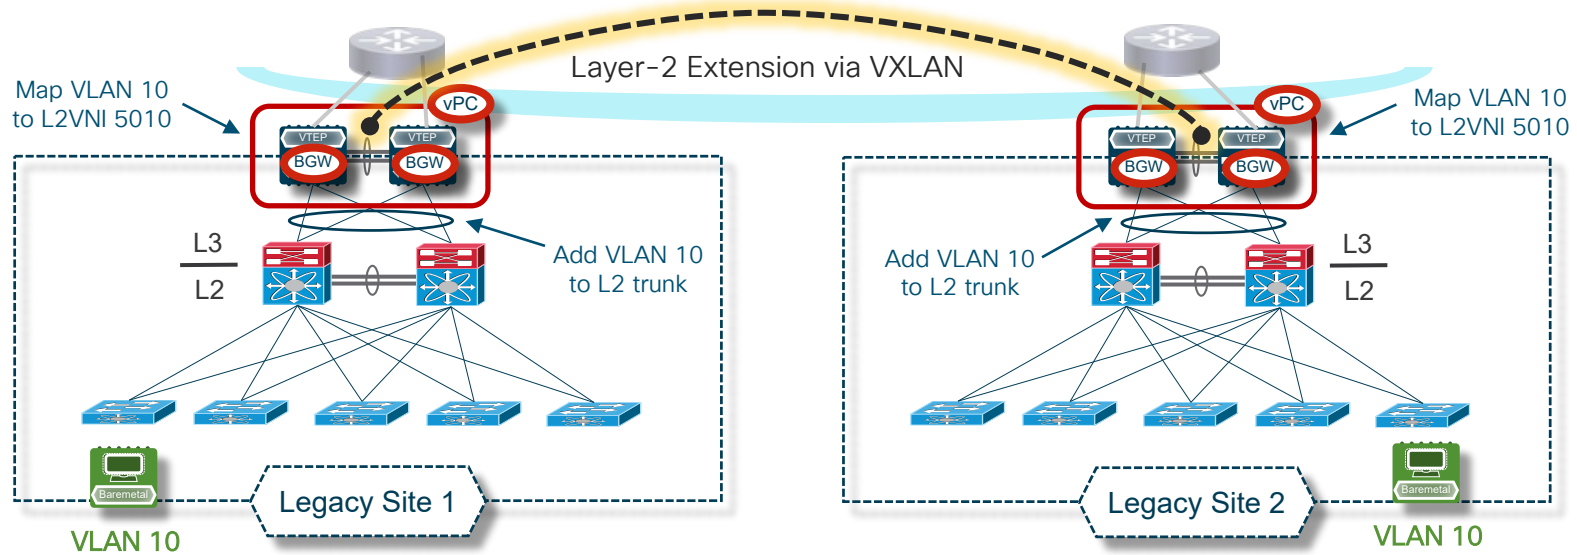 Layer-2 Extension via VXLAN
Map VLAN 10
to L2VNI 5010
vPC
VTEP
VTEP
BGW
BGW
L3
L2
Add VLAN 10
to L2 trunk
Baremetal
VLAN 10
Legacy Site 1
vPC
Map VLAN 10
to L2VNI 5010
VTEP
VTEP
BGW
BGW
Add VLAN 10
to L2 trunk
L3
L2
Legacy Site 2
Baremetal
VLAN 10